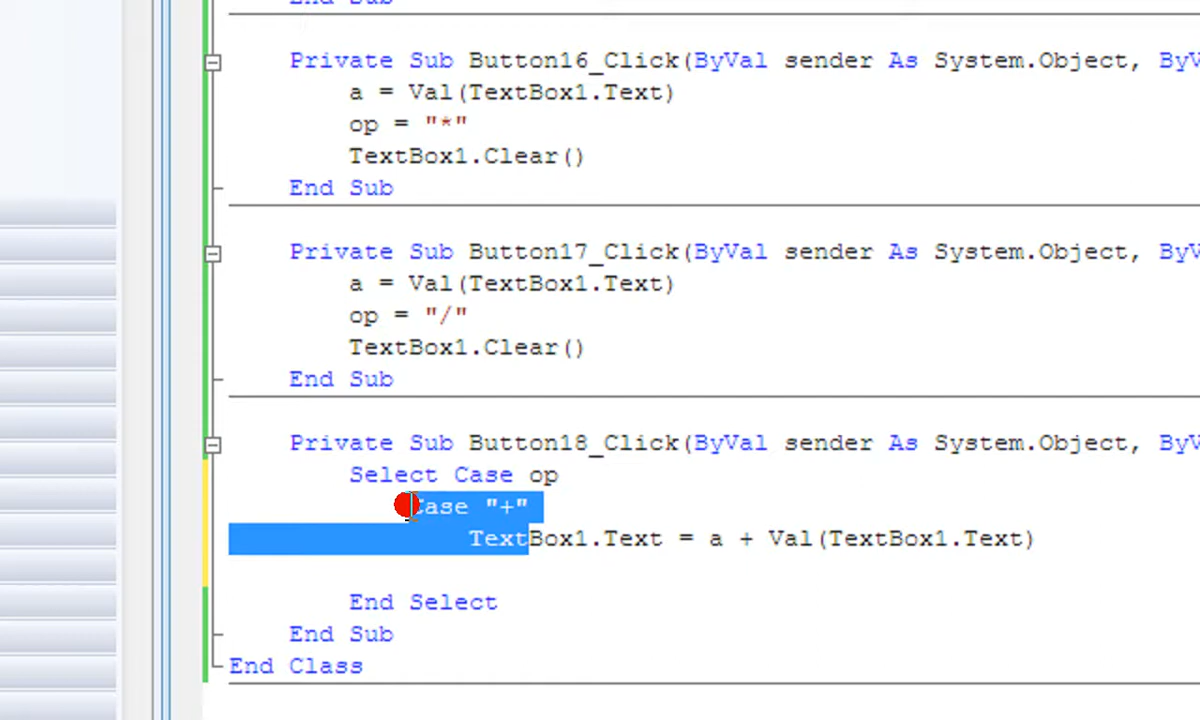 End Sub
Private Sub Button16_Click(ByVal sender As System.Object, ByV
a = Val(TextBox1.Text)
op = "*"
TextBox1.Clear()
End Sub
Private Sub Button17_Click(ByVal sender As System.Object, ByV
a = Val(TextBox1.Text)
op = "/"
TextBox1.Clear()
End Sub
Private Sub Button18_Click(ByVal sender As System.Object, ByV
Select Case op
Case "+"
TextBox1.Text = a + Val(TextBox1.Text)
End Select
End Sub
End Class